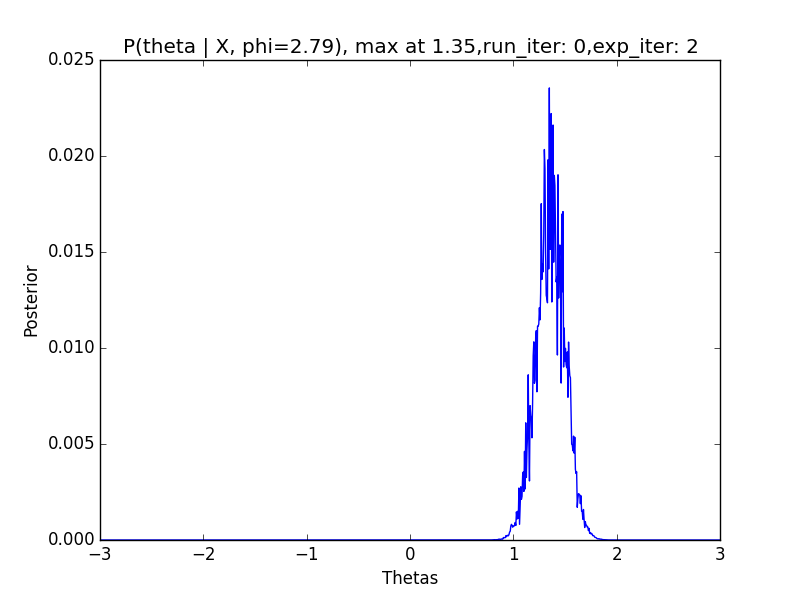 P(theta | X, phi=2.79), max at 1.35,run_iter: 0,exp_iter: 2
0.025
0.020
0.015
0.010
0.005
0.000
Posterior
−3 −2 −1 0 1 2 3
Thetas